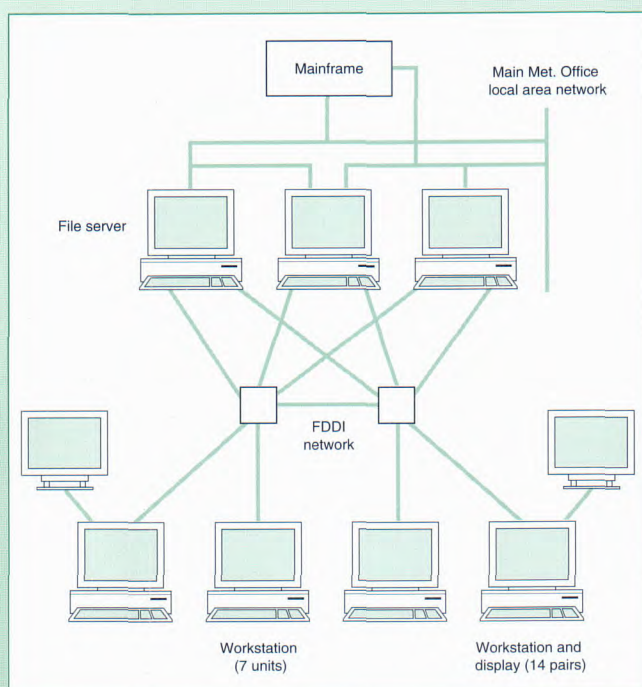 Mainframe
Main Met. Office
local area network
File server
FDDI
network
Workstation
(7 units)
Workstation and
display (14 pairs)